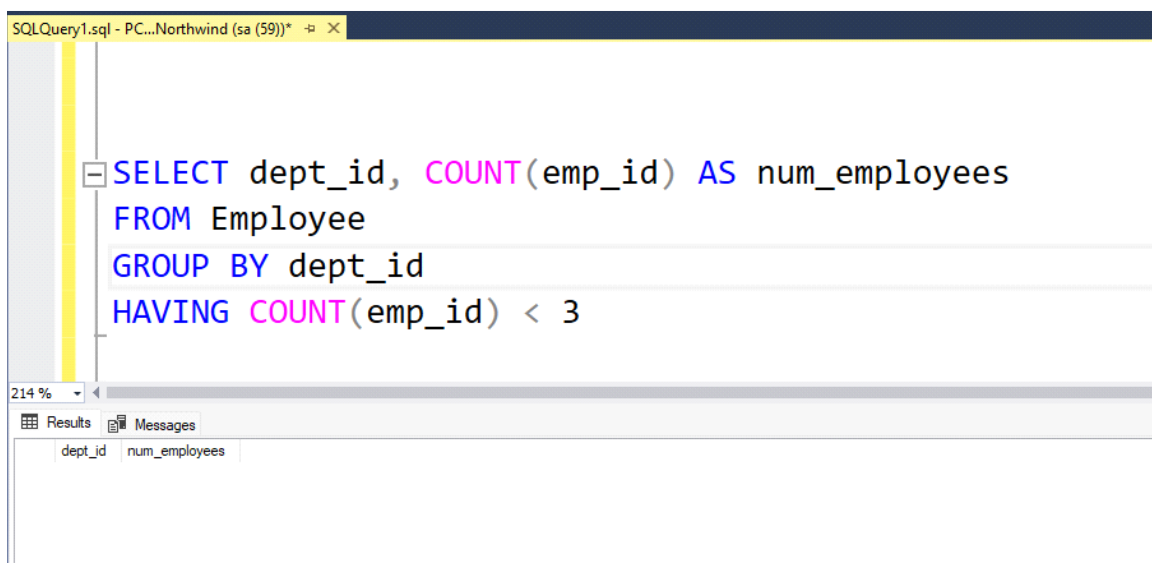 SQLQuery1.sql - PC...Northwind (sa (59))*
SELECT dept_id, COUNT(emp_id) AS num_employees
FROM Employee
GROUP BY dept_id
HAVING COUNT(emp_id) < 3
214 %
Results Messages
dept_id num_employees